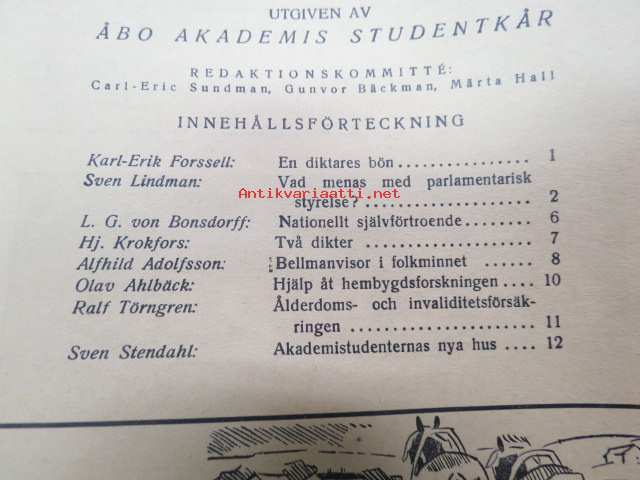 UTGIVEN AV
ÅBO AKADEMIS STUDENTKÅR
REDAKTIONSKOMMITTÉ:
Carl-Eric Sundman, Gunvor Bäckman, Märta Hall
INNEHÅLLSFÖRTECKNING
Karl-Erik Forssell: En diktares bön ................ 1
Sven Lindman: Vad menas med parlamentarisk
Antikvariaatti.net
styrelse? .................... 2
L. G. von Bonsdorff: Nationellt självförtroende ........ 6
Hj. Krokfors: Två dikter .................... 7
Alfhild Adolfsson: Bellmanvisor i folkminnet ....... 8
Olav Ahlbäck: Hjälp åt hembygdsforskningen .... 10
Ralf Törngren: Ålderdoms- och invaliditetsförsäk-
ringen .................... 11
Sven Stendahl: Akademistudenternas nya hus .... 12